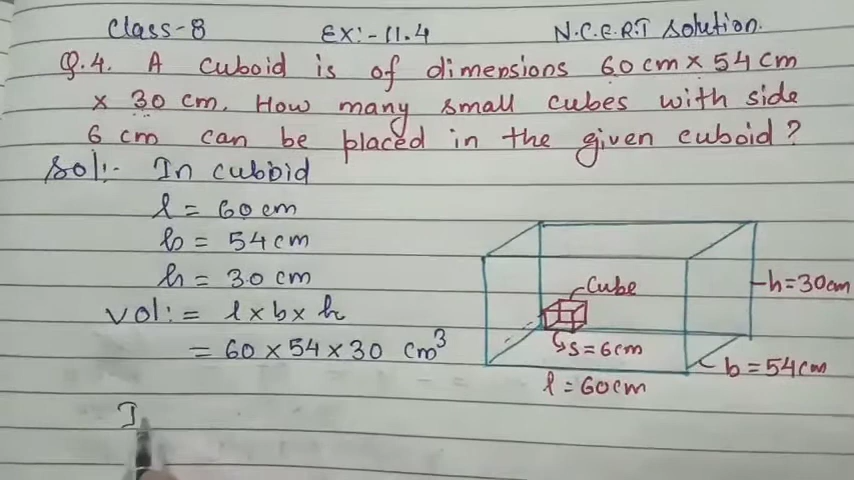 Class-8 Ex:-11.4 N.C.E.R.T Solution.
Q.4. A cuboid is of dimensions 60 cm × 54 cm
× 30 cm. How many small cubes with side
6 cm can be placed in the given cuboid?
Sol:- In cuboid
l = 60 cm
b = 54 cm
h = 30 cm
Vol: = l × b × h
= 60 × 54 × 30 cm³
I
Cube
h = 30cm
S = 6cm
b = 54cm
l = 60cm